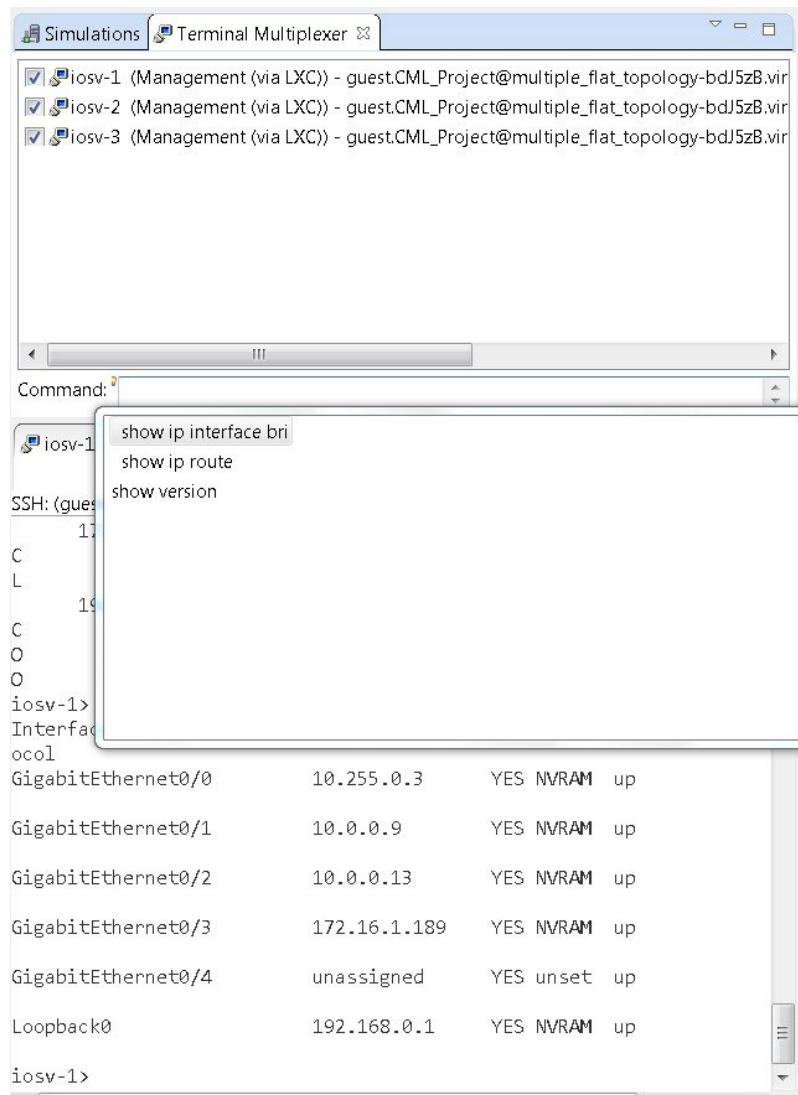 Simulations Terminal Multiplexer
iosv-1 (Management (via LXC)) - guest.CML_Project@multiple_flat_topology-bdJ5zB.vir
iosv-2 (Management (via LXC)) - guest.CML_Project@multiple_flat_topology-bdJ5zB.vir
iosv-3 (Management (via LXC)) - guest.CML_Project@multiple_flat_topology-bdJ5zB.vir
Command:
show ip interface bri
show ip route
show version
iosv-1
SSH: (gues
17
C
L
19
C
O
O
iosv-1>
Interfac
ocol
GigabitEthernet0/0 10.255.0.3 YES NVRAM up
GigabitEthernet0/1 10.0.0.9 YES NVRAM up
GigabitEthernet0/2 10.0.0.13 YES NVRAM up
GigabitEthernet0/3 172.16.1.189 YES NVRAM up
GigabitEthernet0/4 unassigned YES unset up
Loopback0 192.168.0.1 YES NVRAM up
iosv-1>